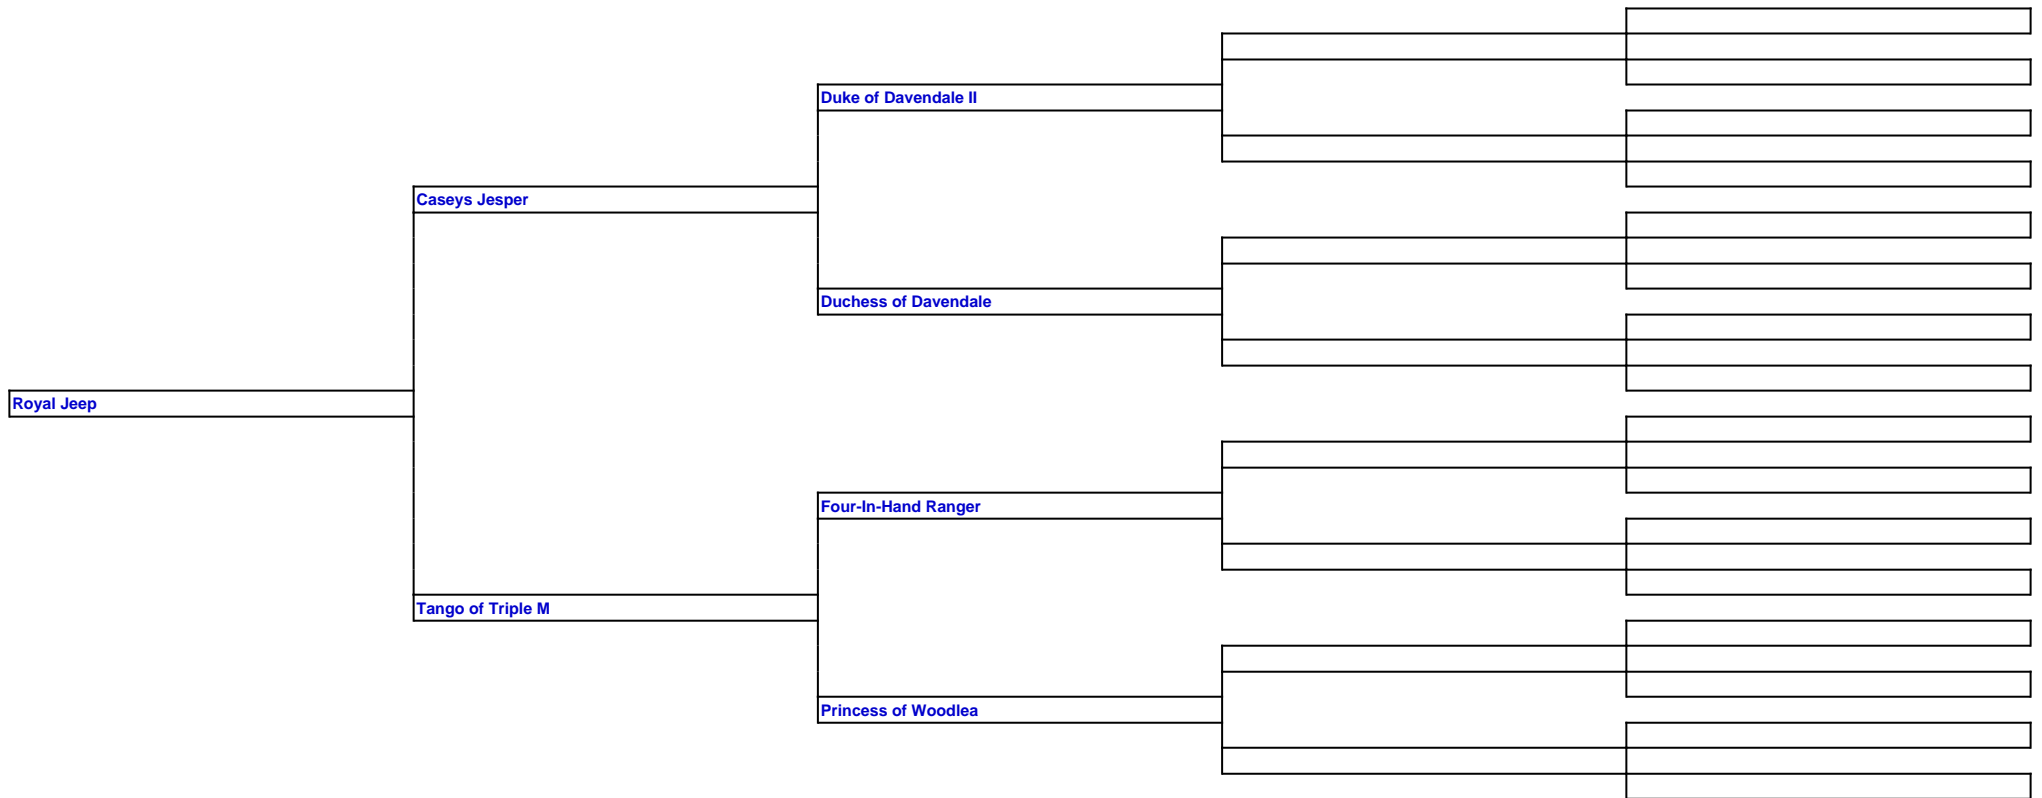 Duke of Davendale II
Caseys Jesper
Duchess of Davendale
Royal Jeep
Four-In-Hand Ranger
Tango of Triple M
Princess of Woodlea